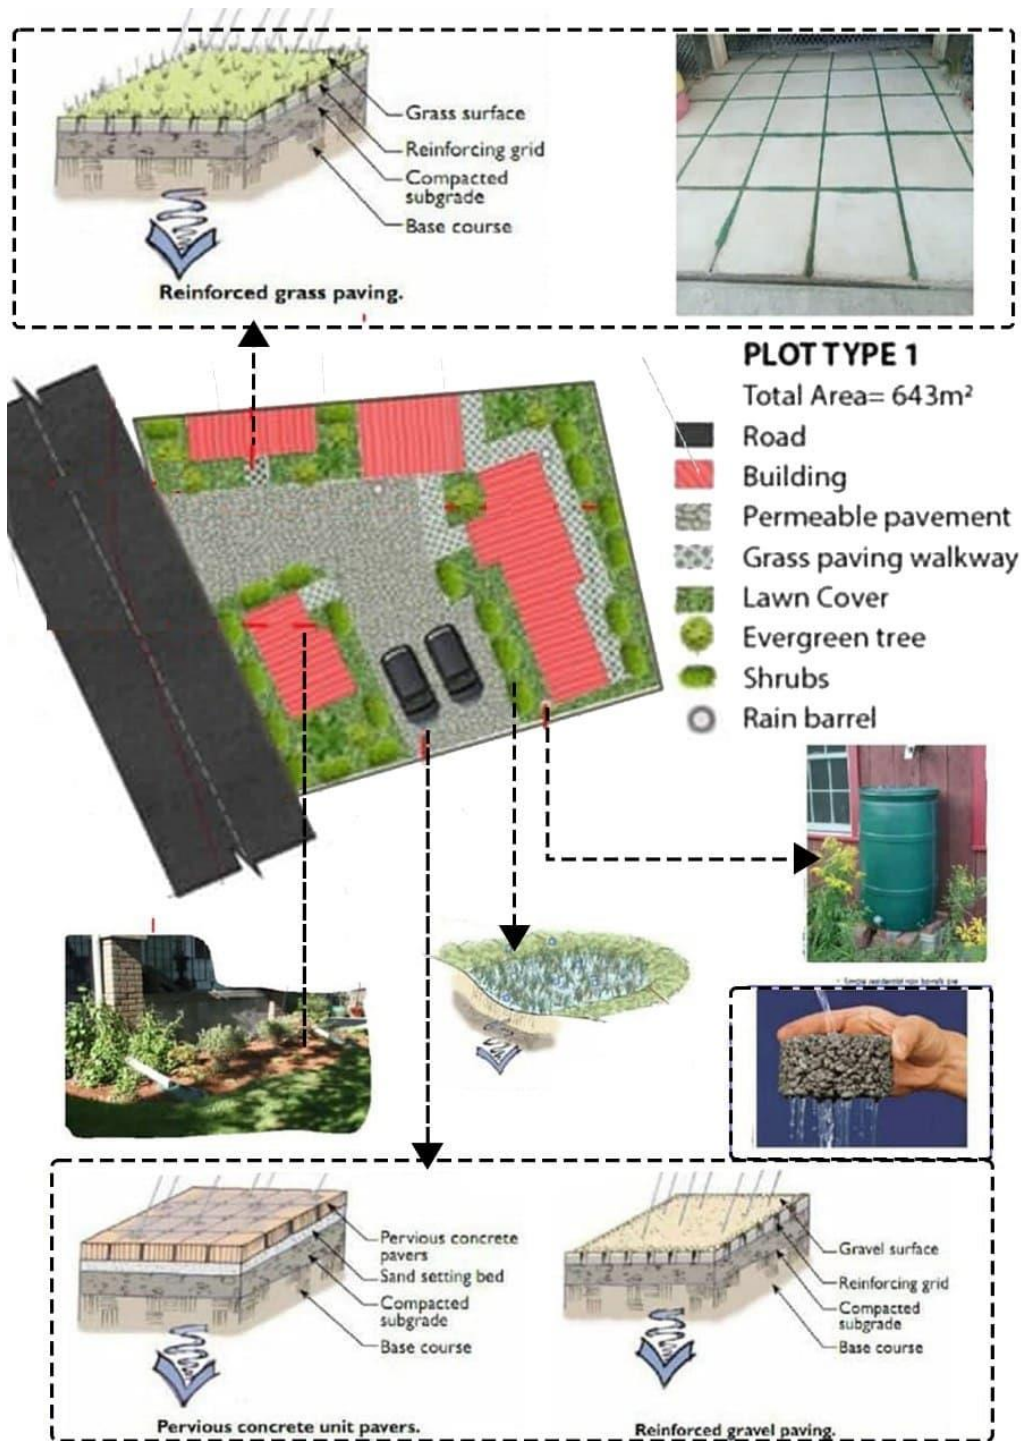 Grass surface
Reinforcing grid
Compacted
subgrade
Base course
Reinforced grass paving.
PLOT TYPE 1
Total Area= 643m²
Road
Building
Permeable pavement
Grass paving walkway
Lawn Cover
Evergreen tree
Shrubs
Rain barrel
Pervious concrete
pavers
Sand setting bed
Compacted
subgrade
Base course
Pervious concrete unit pavers.
Gravel surface
Reinforcing grid
Compacted
subgrade
Base course
Reinforced gravel paving.